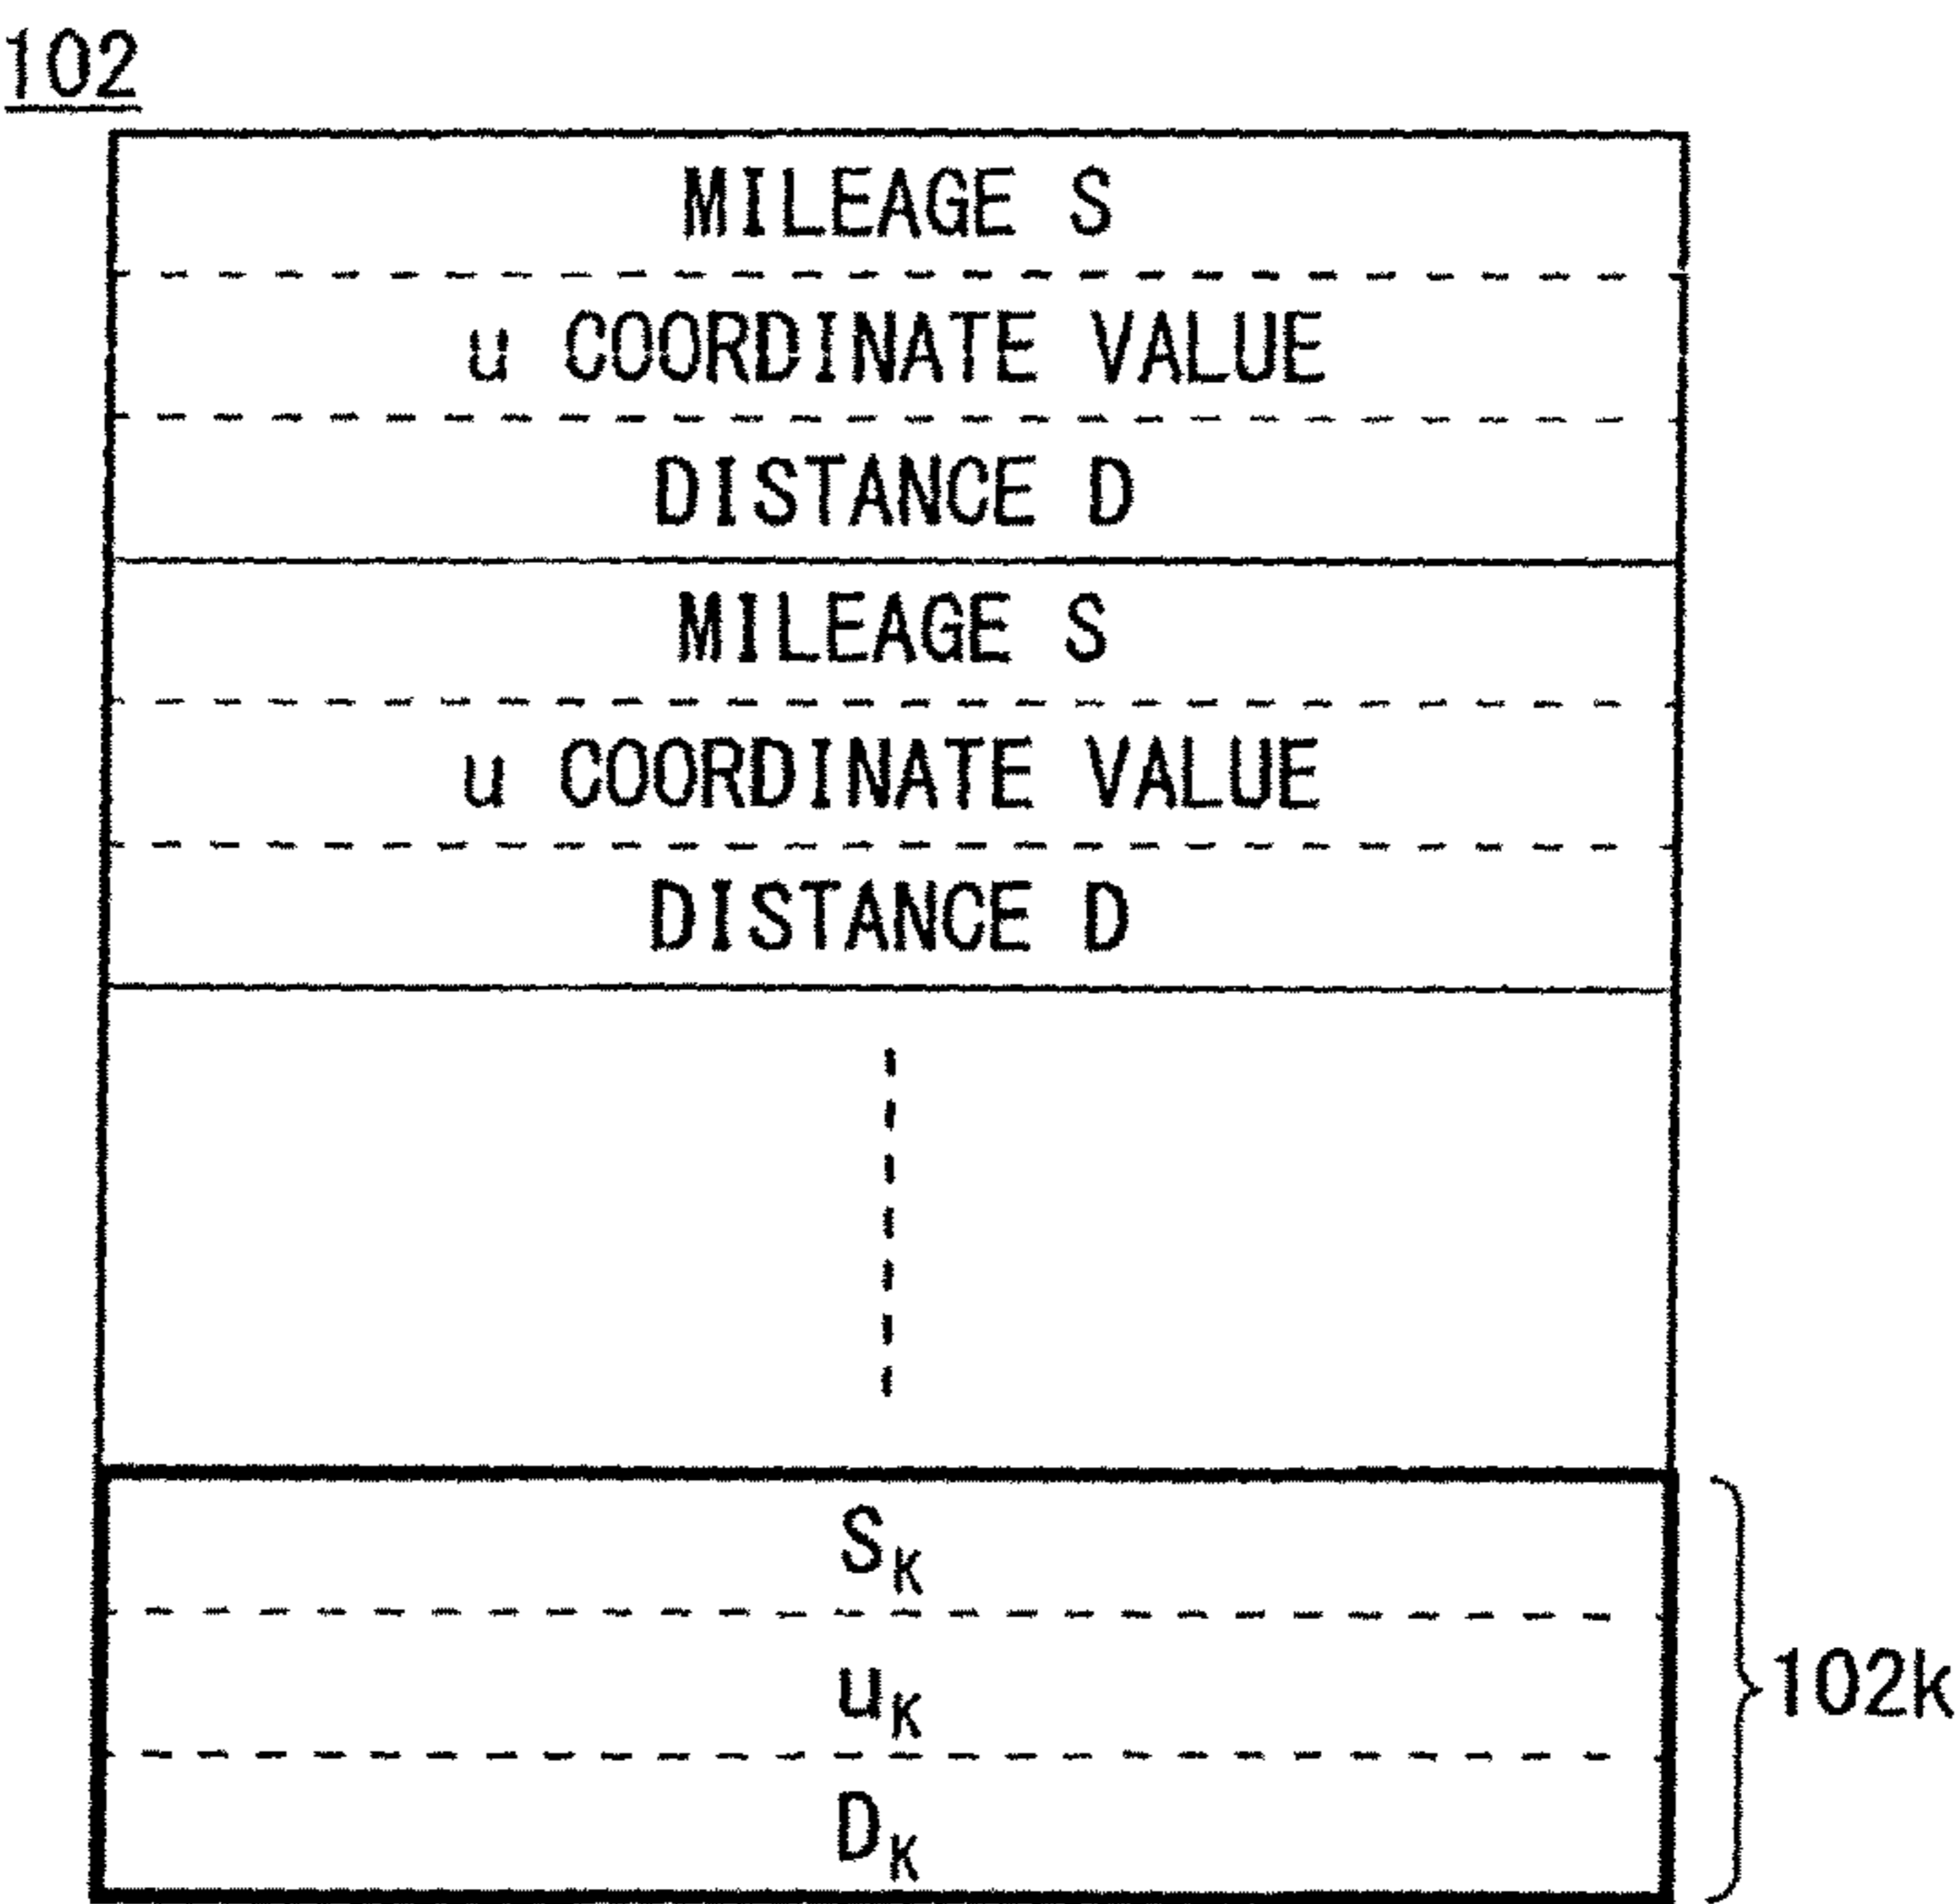 102
MILEAGE S
u COORDINATE VALUE
DISTANCE D
MILEAGE S
u COORDINATE VALUE
DISTANCE D
S_K
u_K
102k
D_K